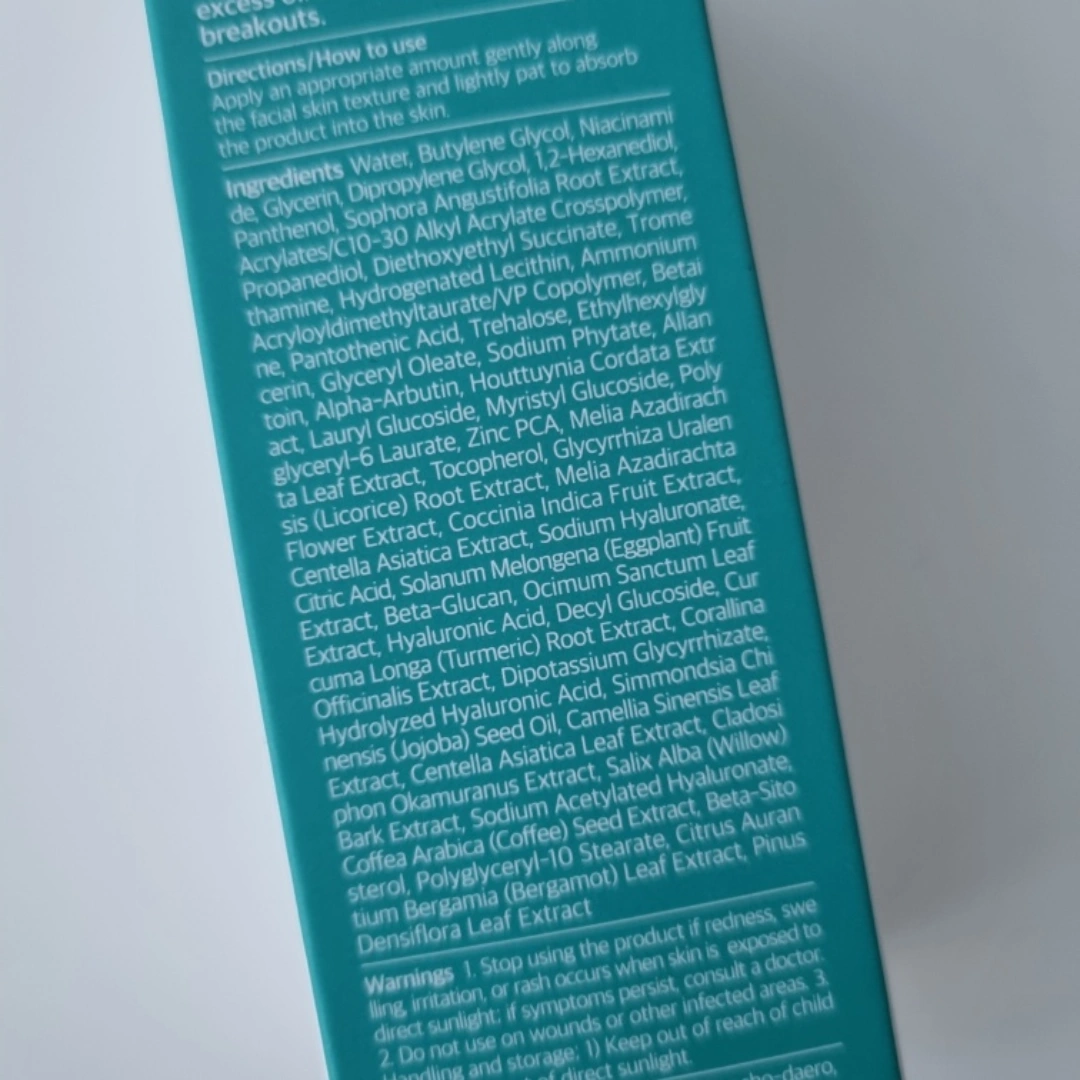 excess
breakouts.
Directions/How to use
Apply an appropriate amount gently along
the facial skin texture and lightly pat to absorb
the product into the skin.
Ingredients Water, Butylene Glycol, Niacinami
de, Glycerin, Dipropylene Glycol, 1,2-Hexanediol,
Panthenol, Sophora Angustifolia Root Extract,
Acrylates/C10-30 Alkyl Acrylate Crosspolymer,
Propanediol, Diethoxyethyl Succinate, Trome
thamine, Hydrogenated Lecithin, Ammonium
Acryloyldimethyltaurate/VP Copolymer, Betai
ne, Pantothenic Acid, Trehalose, Ethylhexylgly
cerin, Glyceryl Oleate, Sodium Phytate, Allan
toin, Alpha-Arbutin, Houttuynia Cordata Extr
act, Lauryl Glucoside, Myristyl Glucoside, Poly
glyceryl-6 Laurate, Zinc PCA, Melia Azadirach
ta Leaf Extract, Tocopherol, Glycyrrhiza Uralen
sis (Licorice) Root Extract, Melia Azadirachta
Flower Extract, Coccinia Indica Fruit Extract,
Centella Asiatica Extract, Sodium Hyaluronate,
Citric Acid, Solanum Melongena (Eggplant) Fruit
Extract, Beta-Glucan, Ocimum Sanctum Leaf
Extract, Hyaluronic Acid, Decyl Glucoside, Cur
cuma Longa (Turmeric) Root Extract, Corallina
Officinalis Extract, Dipotassium Glycyrrhizate,
Hydrolyzed Hyaluronic Acid, Simmondsia Chi
nensis (Jojoba) Seed Oil, Camellia Sinensis Leaf
Extract, Centella Asiatica Leaf Extract, Cladosi
phon Okamuranus Extract, Salix Alba (Willow)
Bark Extract, Sodium Acetylated Hyaluronate,
Coffea Arabica (Coffee) Seed Extract, Beta-Sito
sterol, Polyglyceryl-10 Stearate, Citrus Auran
tium Bergamia (Bergamot) Leaf Extract, Pinus
Densiflora Leaf Extract
Warnings 1. Stop using the product if redness, swe
lling, irritation, or rash occurs when skin is exposed to
direct sunlight; if symptoms persist, consult a doctor.
2. Do not use on wounds or other infected areas. 3.
Handling and storage; 1) Keep out of reach of child
of direct sunlight.
ho-daero,